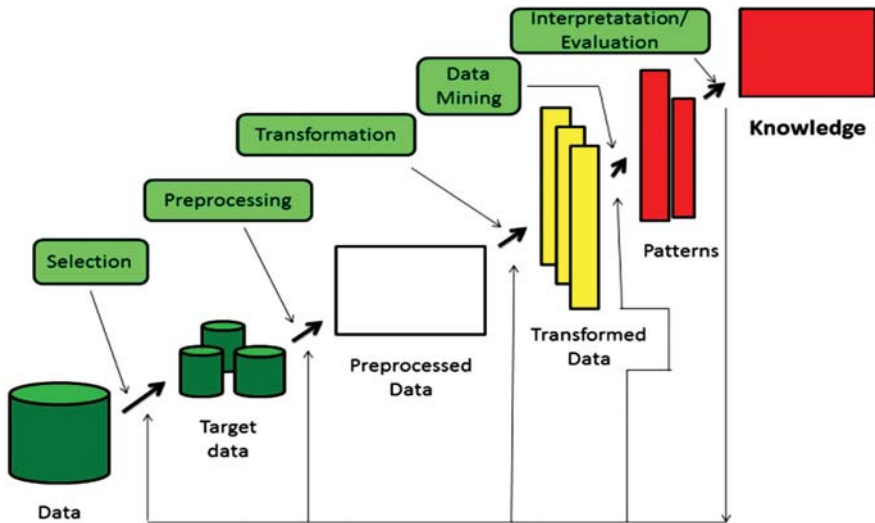 Interpretatation/
Evaluation
Data
Mining
Knowledge
Transformation
Preprocessing
Patterns
Selection
Transformed
Data
Preprocessed
Data
Target
data
Data